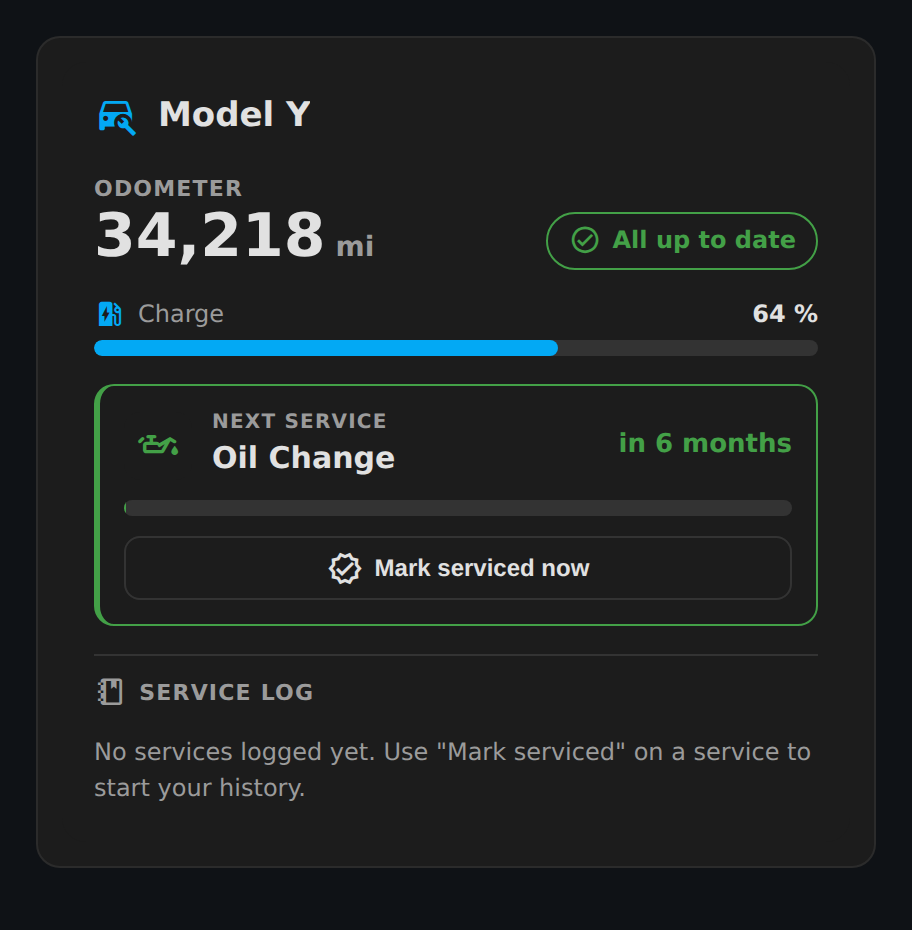 Model Y
ODOMETER
34,218 mi
All up to date
Charge
64 %
NEXT SERVICE
Oil Change
in 6 months
Mark serviced now
SERVICE LOG
No services logged yet. Use "Mark serviced" on a service to
start your history.